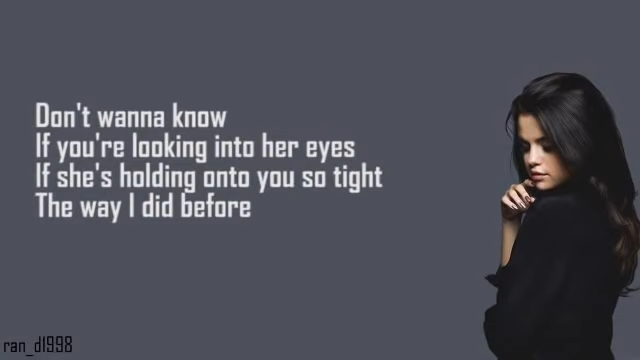 Don't wanna know
If you're looking into her eyes
If she's holding onto you so tight
The way I did before
ran_d1998